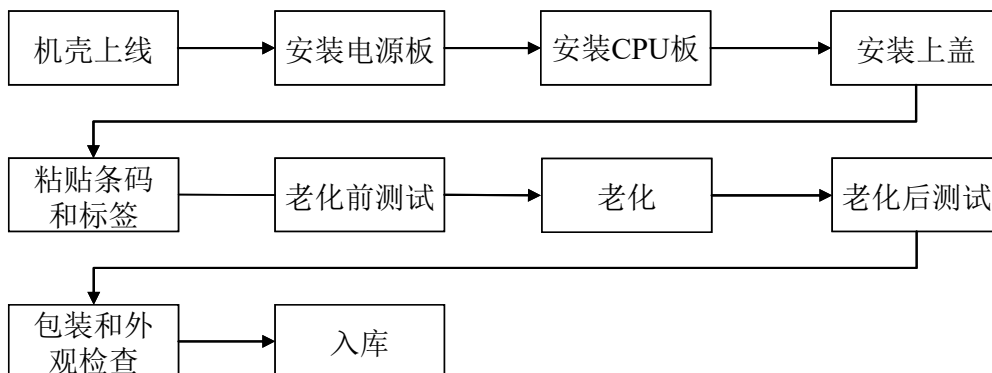 机壳上线
安装电源板
安装CPU板
安装上盖
粘贴条码
和标签
老化前测试
老化
老化后测试
包装和外
观检查
入库